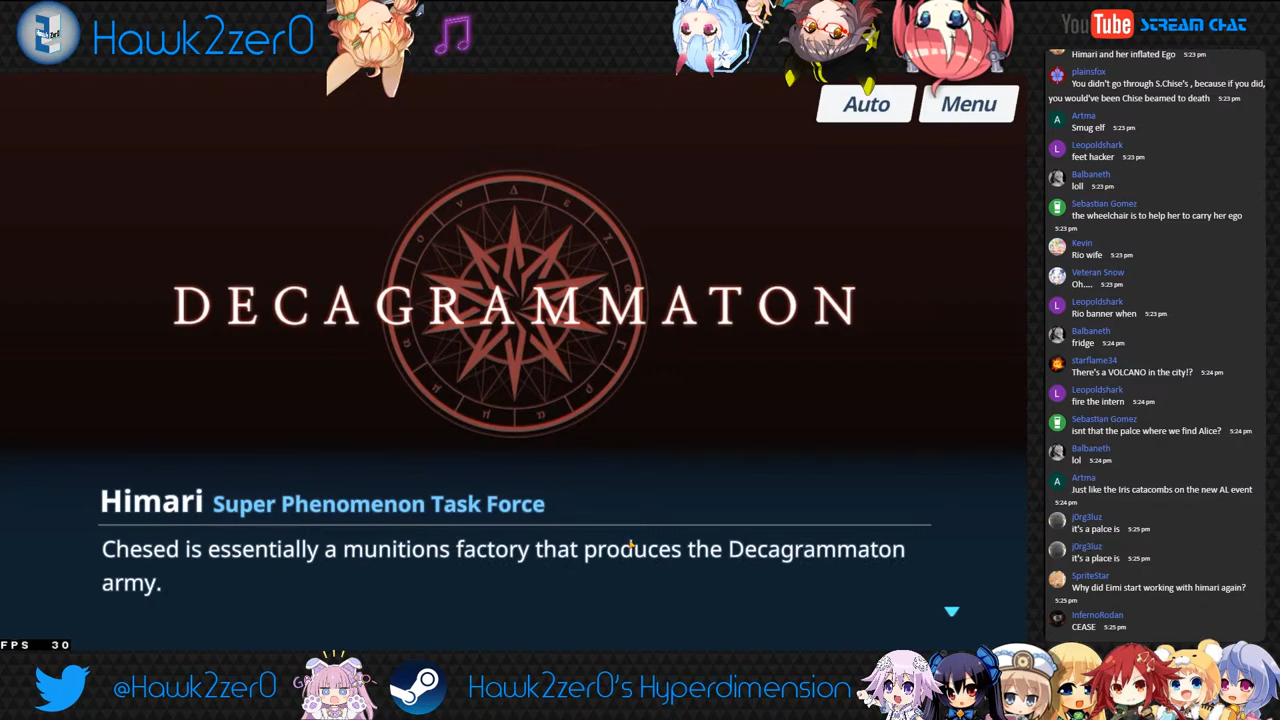 Hawk2zer0
You Tube STREAM CHAT
Auto
Menu
DECAGRAMMATON
Himari Super Phenomenon Task Force
Chesed is essentially a munitions factory that produces the Decagrammaton
army.
FPS 30
@Hawk2zer0
Hawk2zer0's Hyperdimension
Himari and her inflated Ego 5:23 pm
plainsfox
You didn't go through S.Chise's , because if you did,
you would've been Chise beamed to death 5:23 pm
A Artma
Smug elf 5:23 pm
L Leopoldshark
feet hacker 5:23 pm
Balbaneth
loll 5:23 pm
Sebastian Gomez
the wheelchair is to help her to carry her ego
5:23 pm
Kevin
Rio wife 5:23 pm
Veteran Snow
Oh.... 5:23 pm
L Leopoldshark
Rio banner when 5:23 pm
Balbaneth
fridge 5:24 pm
starflame34
There's a VOLCANO in the city!? 5:24 pm
L Leopoldshark
fire the intern 5:24 pm
Sebastian Gomez
isnt that the palce where we find Alice? 5:24 pm
Balbaneth
lol 5:24 pm
A Artma
Just like the Iris catacombs on the new AL event
5:24 pm
j0rg3luz
it's a palce is 5:25 pm
j0rg3luz
it's a place is 5:25 pm
SpriteStar
Why did Eimi start working with himari again?
5:25 pm
InfernoRodan
CEASE 5:25 pm